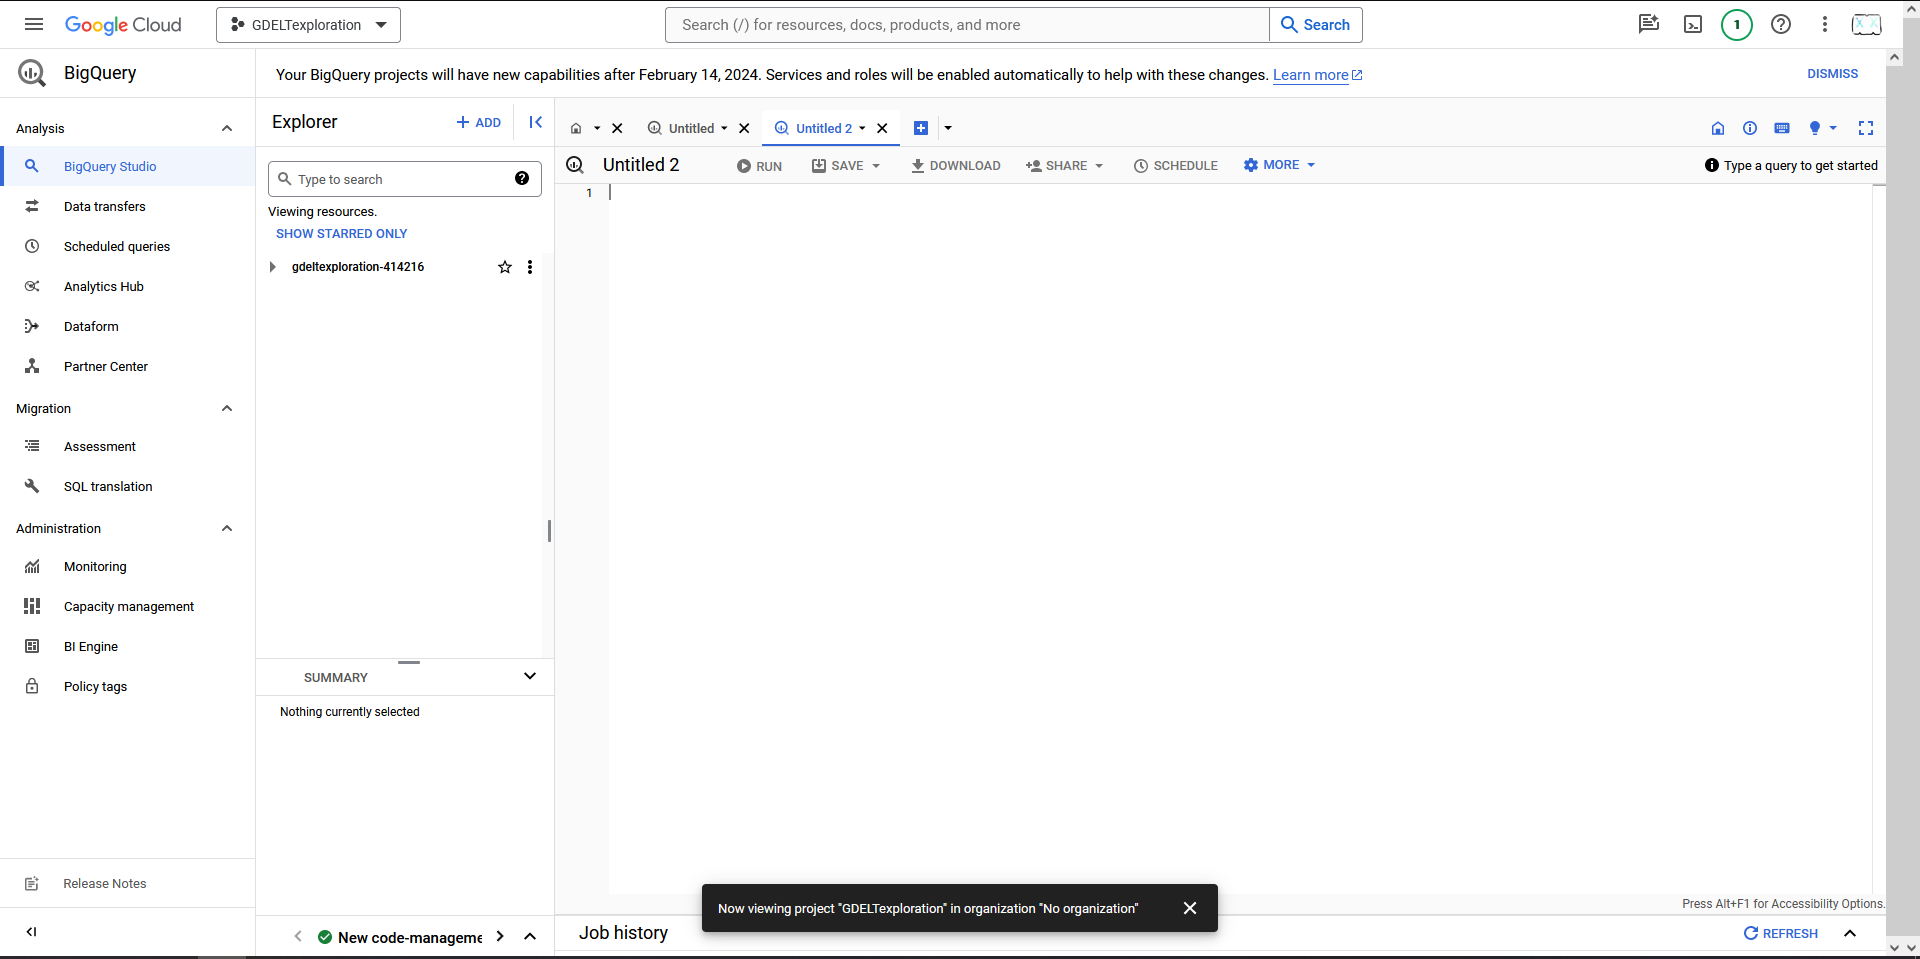 Google Cloud
GDELTexploration
Search (/) for resources, docs, products, and more
Search
1
BigQuery
Your BigQuery projects will have new capabilities after February 14, 2024. Services and roles will be enabled automatically to help with these changes. Learn more
DISMISS
Analysis
BigQuery Studio
Data transfers
Scheduled queries
Analytics Hub
Dataform
Partner Center
Migration
Assessment
SQL translation
Administration
Monitoring
Capacity management
BI Engine
Policy tags
Release Notes
Explorer
ADD
Type to search
Viewing resources.
SHOW STARRED ONLY
gdeltexploration-414216
SUMMARY
Nothing currently selected
New code-manageme
Untitled
Untitled 2
Untitled 2
RUN
SAVE
DOWNLOAD
SHARE
SCHEDULE
MORE
Type a query to get started
1
Press Alt+F1 for Accessibility Options.
Now viewing project "GDELTexploration" in organization "No organization"
Job history
REFRESH